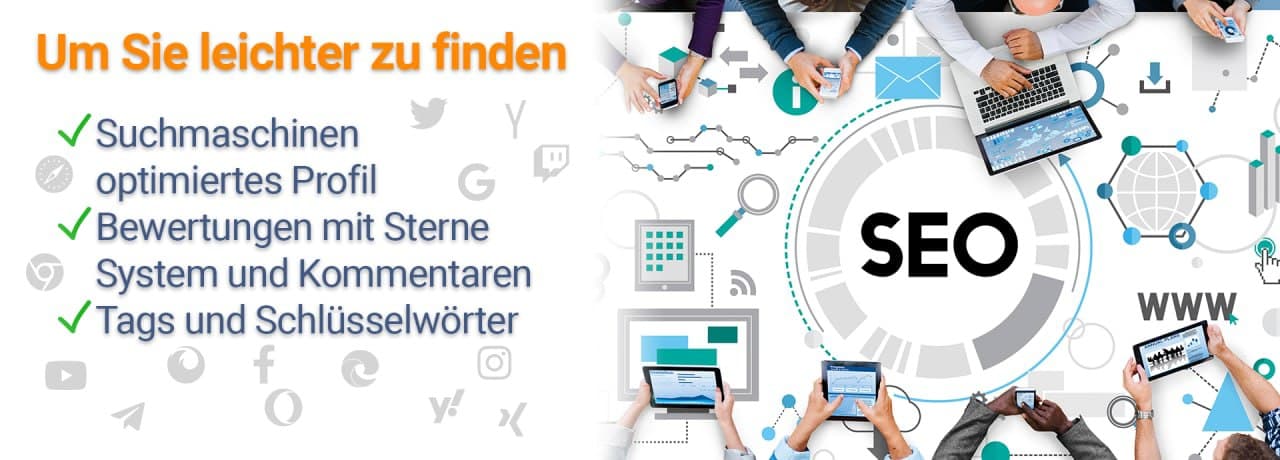 Um Sie leichter zu finden
Suchmaschinen
optimiertes Profil
Bewertungen mit Sterne
System und Kommentaren
Tags und Schlüsselwörter
SEO
WWW